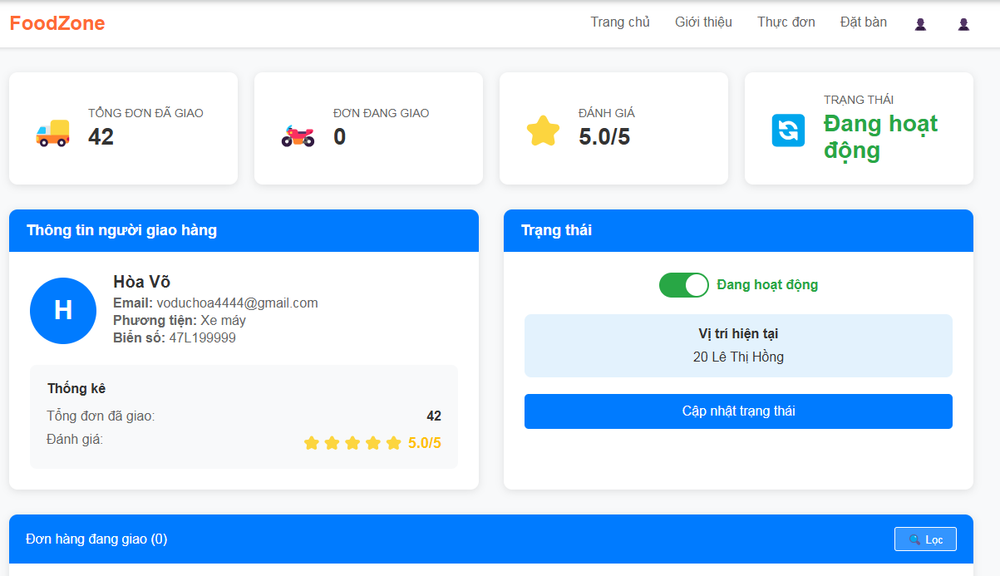 FoodZone
Trang chủ
Giới thiệu
Thực đơn
Đặt bàn
TỔNG ĐƠN ĐÃ GIAO
42
ĐƠN ĐANG GIAO
0
ĐÁNH GIÁ
5.0/5
TRẠNG THÁI
Đang hoạt
động
Thông tin người giao hàng
H
Hòa Võ
Email: voduchoa4444@gmail.com
Phương tiện: Xe máy
Biển số: 47L199999
Thống kê
Tổng đơn đã giao: 42
Đánh giá: 5.0/5
Trạng thái
Đang hoạt động
Vị trí hiện tại
20 Lê Thị Hồng
Cập nhật trạng thái
Đơn hàng đang giao (0)
Lọc